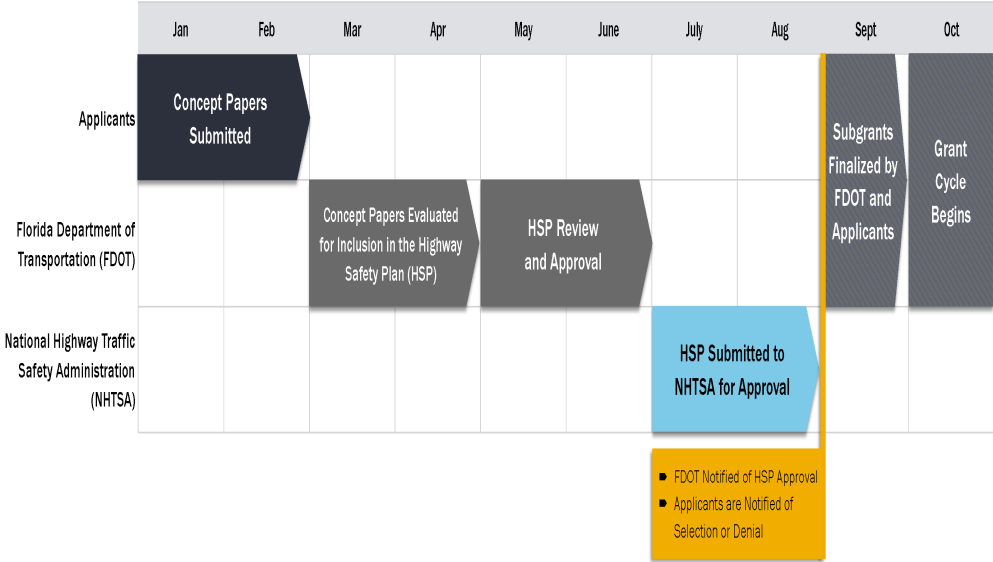 Jan Feb Mar Apr May June July Aug Sept Oct
Applicants
Concept Papers
Submitted
Florida Department of
Transportation (FDOT)
Concept Papers Evaluated
for Inclusion in the Highway
Safety Plan (HSP)
HSP Review
and Approval
Subgrants
Finalized by
FDOT and
Applicants
Grant
Cycle
Begins
National Highway Traffic
Safety Administration
(NHTSA)
HSP Submitted to
NHTSA for Approval
FDOT Notified of HSP Approval
Applicants are Notified of
Selection or Denial